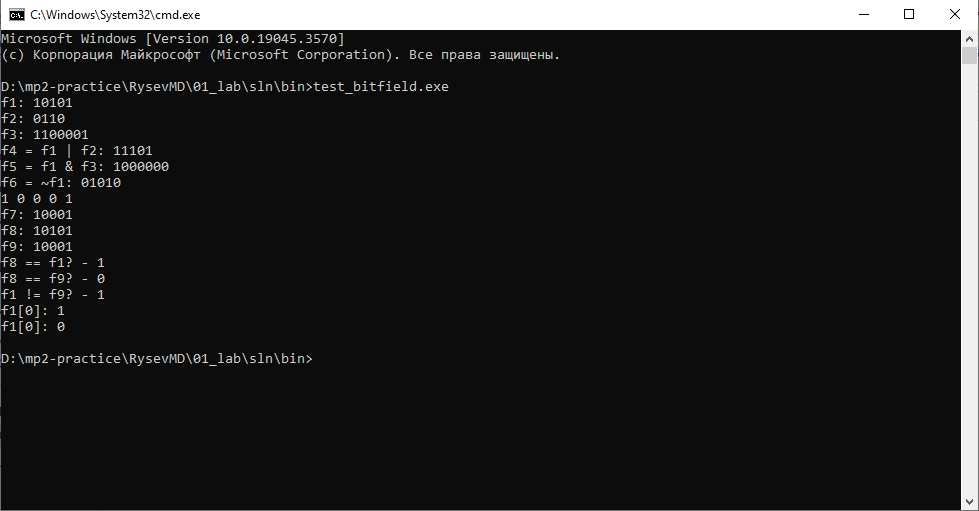 C:\Windows\System32\cmd.exe
Microsoft Windows [Version 10.0.19045.3570]
(c) Корпорация Майкрософт (Microsoft Corporation). Все права защищены.
D:\mp2-practice\RysevMD\01_lab\sln\bin>test_bitfield.exe
f1: 10101
f2: 0110
f3: 1100001
f4 = f1 | f2: 11101
f5 = f1 & f3: 1000000
f6 = ~f1: 01010
1 0 0 0 1
f7: 10001
f8: 10101
f9: 10001
f8 == f1? - 1
f8 == f9? - 0
f1 != f9? - 1
f1[0]: 1
f1[0]: 0
D:\mp2-practice\RysevMD\01_lab\sln\bin>